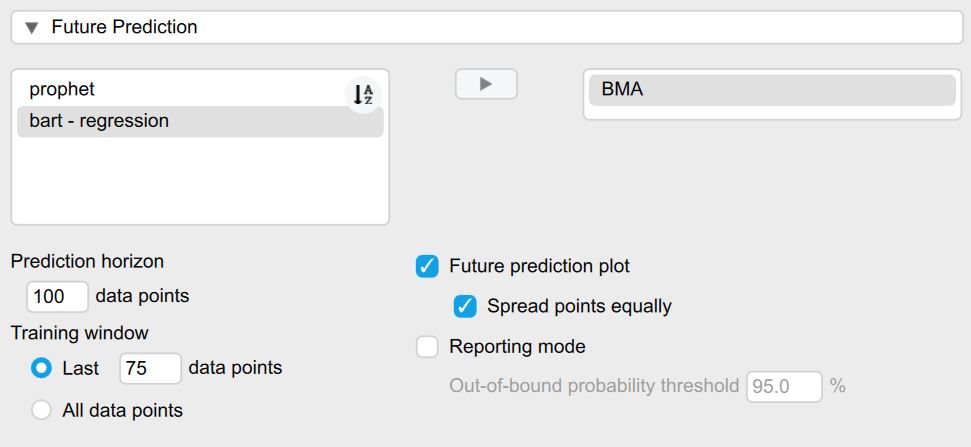 Future Prediction
prophet
bart - regression
BMA
Prediction horizon
100 data points
Training window
Last 75 data points
All data points
Future prediction plot
Spread points equally
Reporting mode
Out-of-bound probability threshold 95.0 %